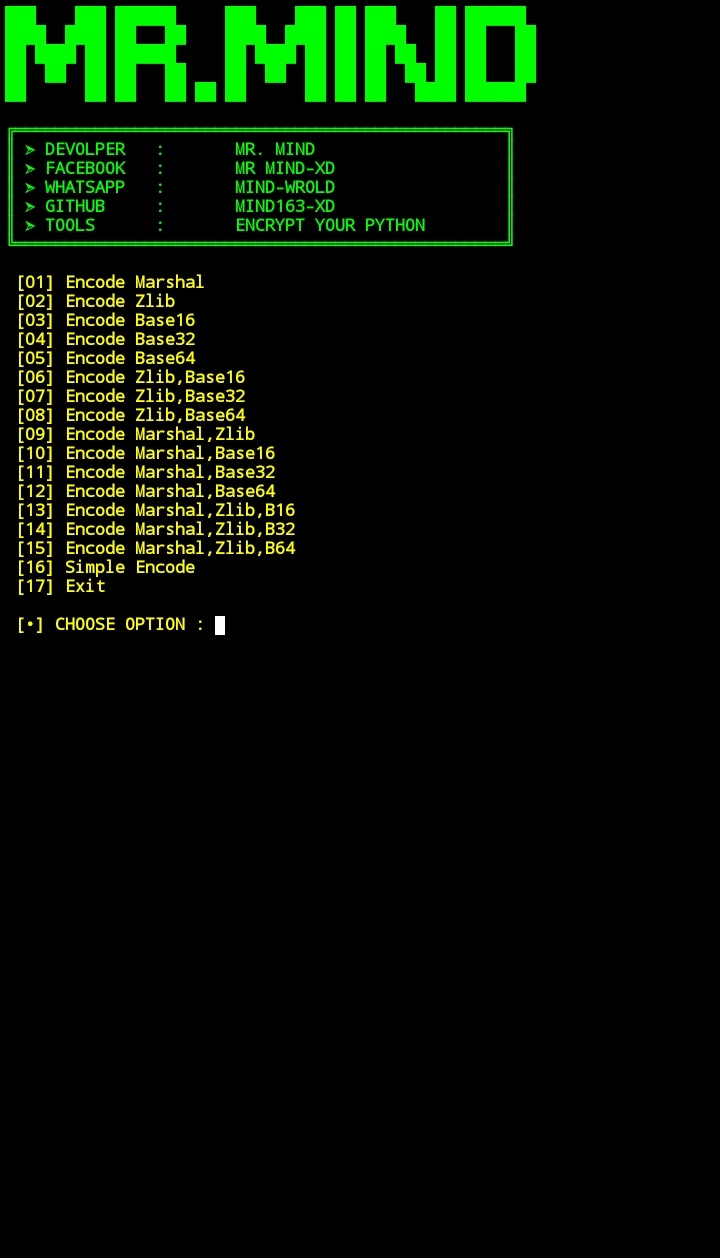 MR.MIND
➢ DEVOLPER : MR. MIND
➢ FACEBOOK : MR MIND-XD
➢ WHATSAPP : MIND-WROLD
➢ GITHUB : MIND163-XD
➢ TOOLS : ENCRYPT YOUR PYTHON
[01] Encode Marshal
[02] Encode Zlib
[03] Encode Base16
[04] Encode Base32
[05] Encode Base64
[06] Encode Zlib,Base16
[07] Encode Zlib,Base32
[08] Encode Zlib,Base64
[09] Encode Marshal,Zlib
[10] Encode Marshal,Base16
[11] Encode Marshal,Base32
[12] Encode Marshal,Base64
[13] Encode Marshal,Zlib,B16
[14] Encode Marshal,Zlib,B32
[15] Encode Marshal,Zlib,B64
[16] Simple Encode
[17] Exit
[•] CHOOSE OPTION :